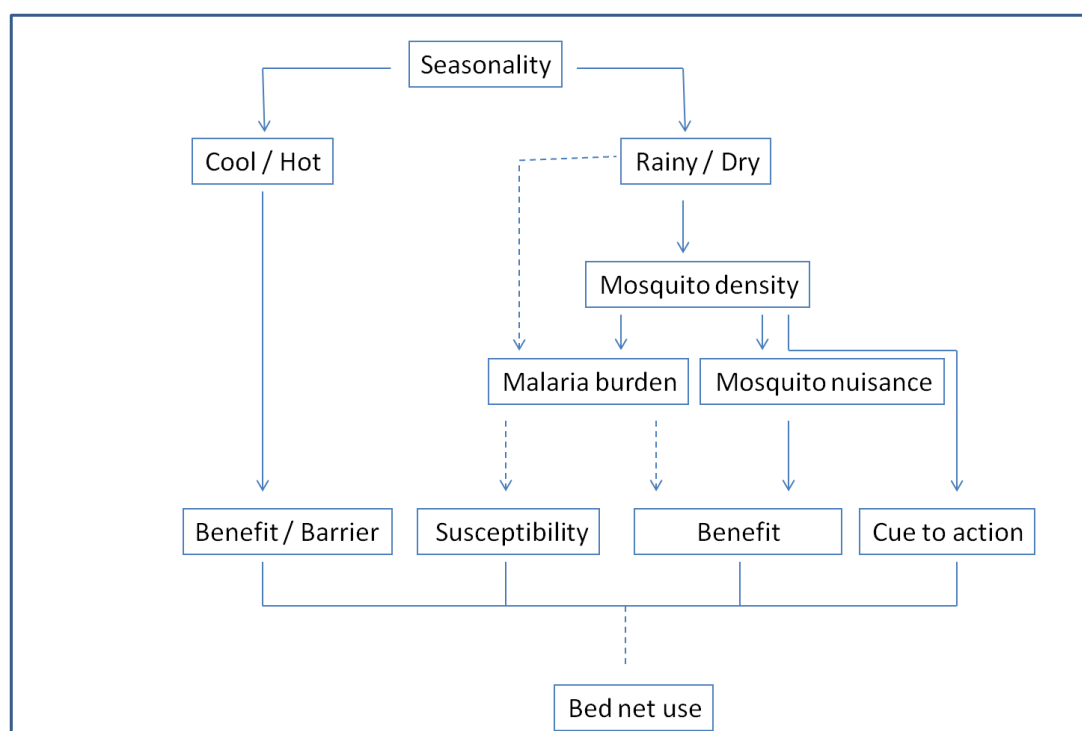 Seasonality
Cool / Hot
Rainy / Dry
Mosquito density
Malaria burden
Mosquito nuisance
Benefit / Barrier
Susceptibility
Benefit
Cue to action
Bed net use